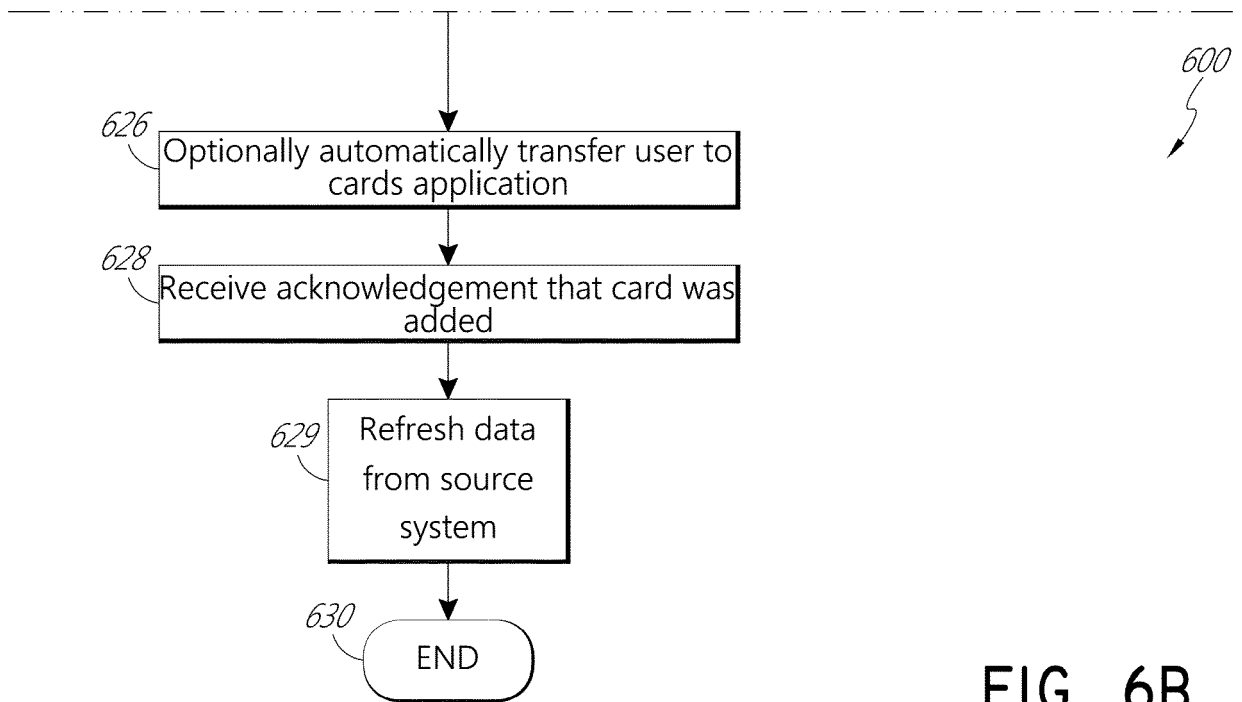 600
626
Optionally automatically transfer user to
cards application
628
Receive acknowledgement that card was
added
629
Refresh data
from source
system
630
END
FIG. 6B